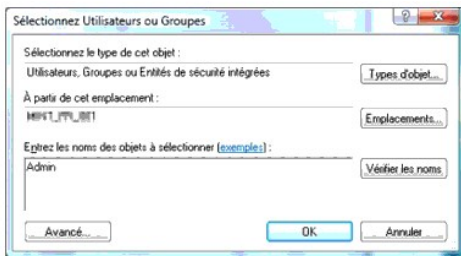 Sélectionnez Utilisateurs ou Groupes
Sélectionnez le type de cet objet :
Utilisateurs, Groupes ou Entités de sécurité intégrées
Types d'objet...
À partir de cet emplacement :
Emplacements...
Entrez les noms des objets à sélectionner (exemples) :
Admin
Vérifier les noms
Avancé...
OK
Annuler